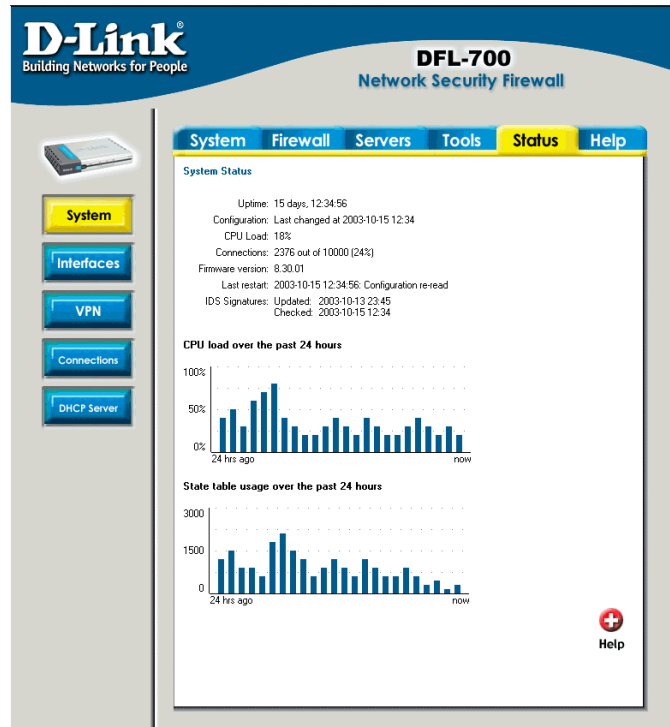 D-Link®
Building Networks for People
DFL-700
Network Security Firewall
System Firewall Servers Tools Status Help
System
Interfaces
VPN
Connections
DHCP Server
System Status
Uptime: 15 days, 12:34:56
Configuration: Last changed at 2003-10-15 12:34
CPU Load: 18%
Connections: 2376 out of 10000 (24%)
Firmware version: 8.30.01
Last restart: 2003-10-15 12:34:56: Configuration re-read
IDS Signatures: Updated: 2003-10-13 23:45
Checked: 2003-10-15 12:34
CPU load over the past 24 hours
100%
50%
0%
24 hrs ago now
State table usage over the past 24 hours
3000
1500
0
24 hrs ago now
Help